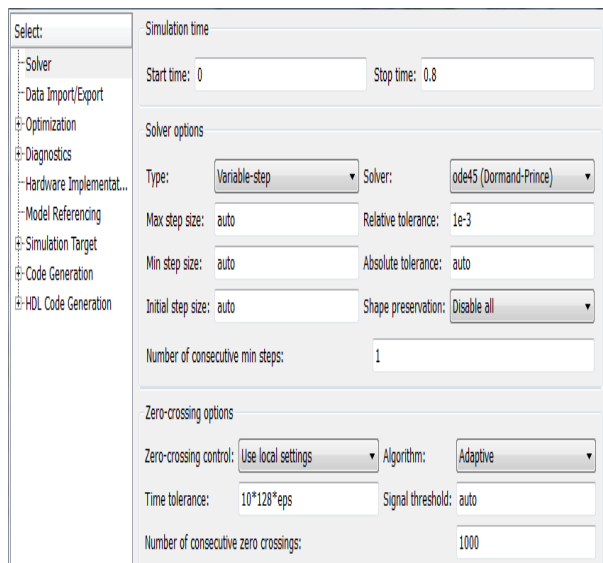 Select:
Solver
Data Import/Export
Optimization
Diagnostics
Hardware Implementat...
Model Referencing
Simulation Target
Code Generation
HDL Code Generation
Simulation time
Start time: 0 Stop time: 0.8
Solver options
Type: Variable-step Solver: ode45 (Dormand-Prince)
Max step size: auto Relative tolerance: 1e-3
Min step size: auto Absolute tolerance: auto
Initial step size: auto Shape preservation: Disable all
Number of consecutive min steps: 1
Zero-crossing options
Zero-crossing control: Use local settings Algorithm: Adaptive
Time tolerance: 10*128*eps Signal threshold: auto
Number of consecutive zero crossings: 1000